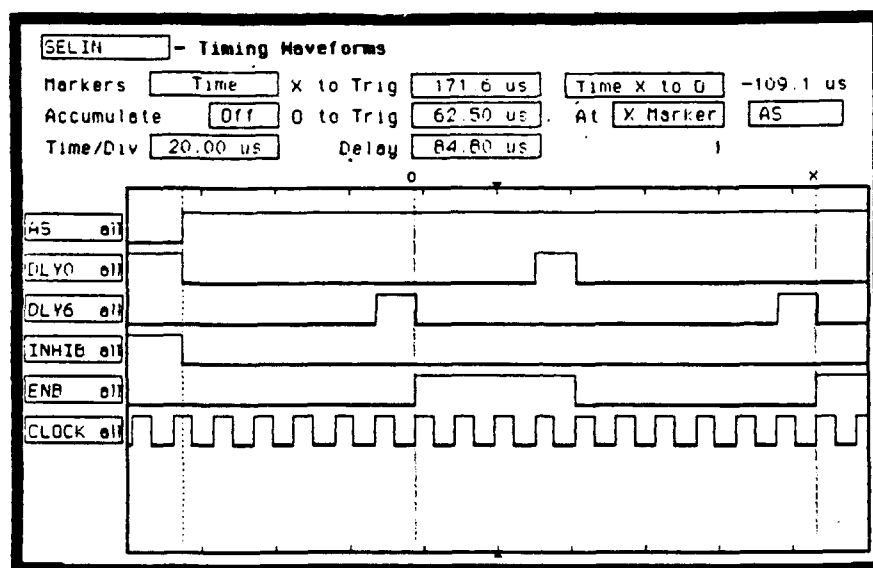 SELIN - Timing Waveforms
Markers Time X to Trig 171.6 us Time X to O -109.1 us
Accumulate Off O to Trig 62.50 us At X Marker AS
Time/Div 20.00 us Delay 84.80 us
O X
AS all
DLY0 all
DLY6 all
INHIB all
ENB all
CLOCK all